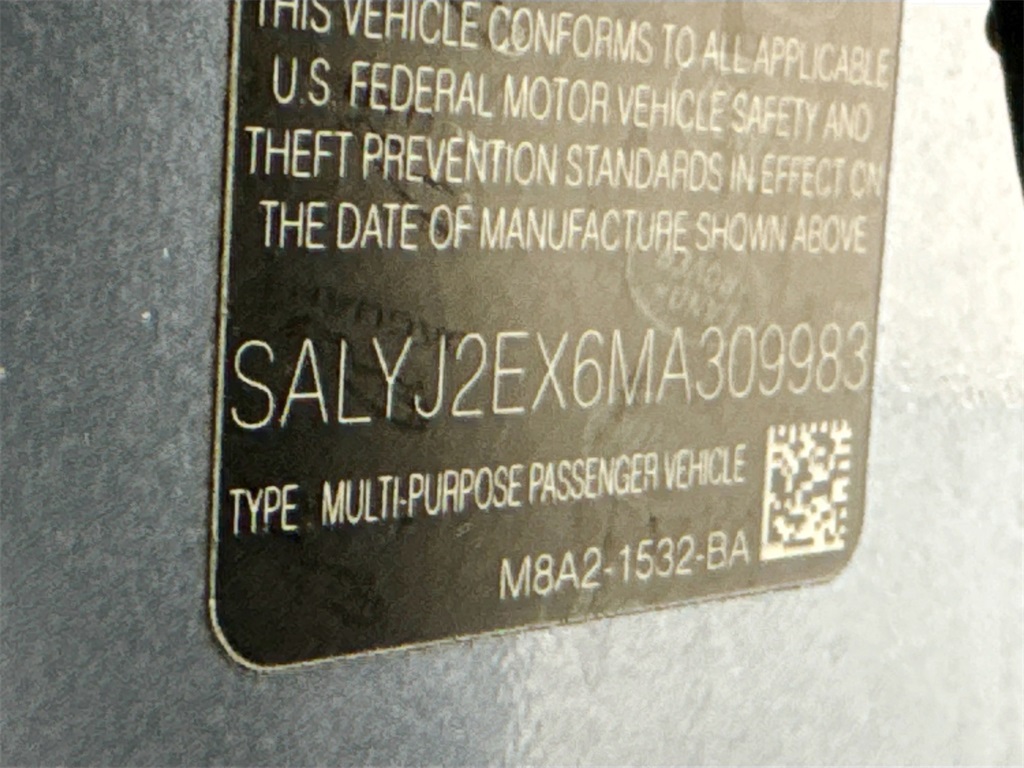 THIS VEHICLE CONFORMS TO ALL APPLICABLE
U.S. FEDERAL MOTOR VEHICLE SAFETY AND
THEFT PREVENTION STANDARDS IN EFFECT ON
THE DATE OF MANUFACTURE SHOWN ABOVE
SALYJ2EX6MA309983
TYPE MULTI-PURPOSE PASSENGER VEHICLE
M8A2-1532-BA